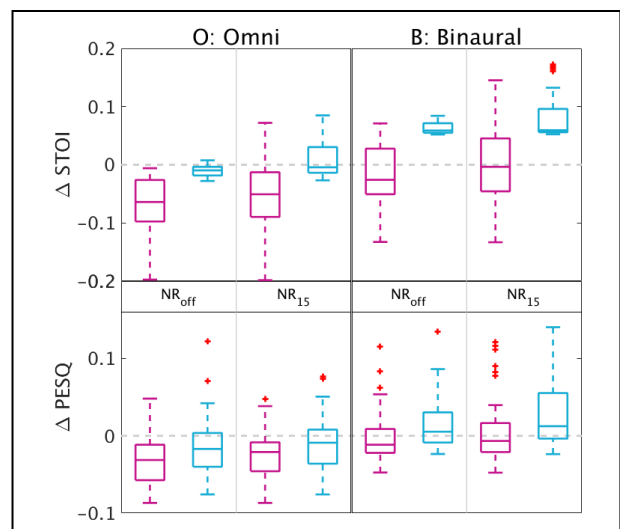 O: Omni
B: Binaural
0.2
0.1
0
-0.1
-0.2
Δ STOI
NR_off
NR_15
NR_off
NR_15
0.1
0
-0.1
Δ PESQ